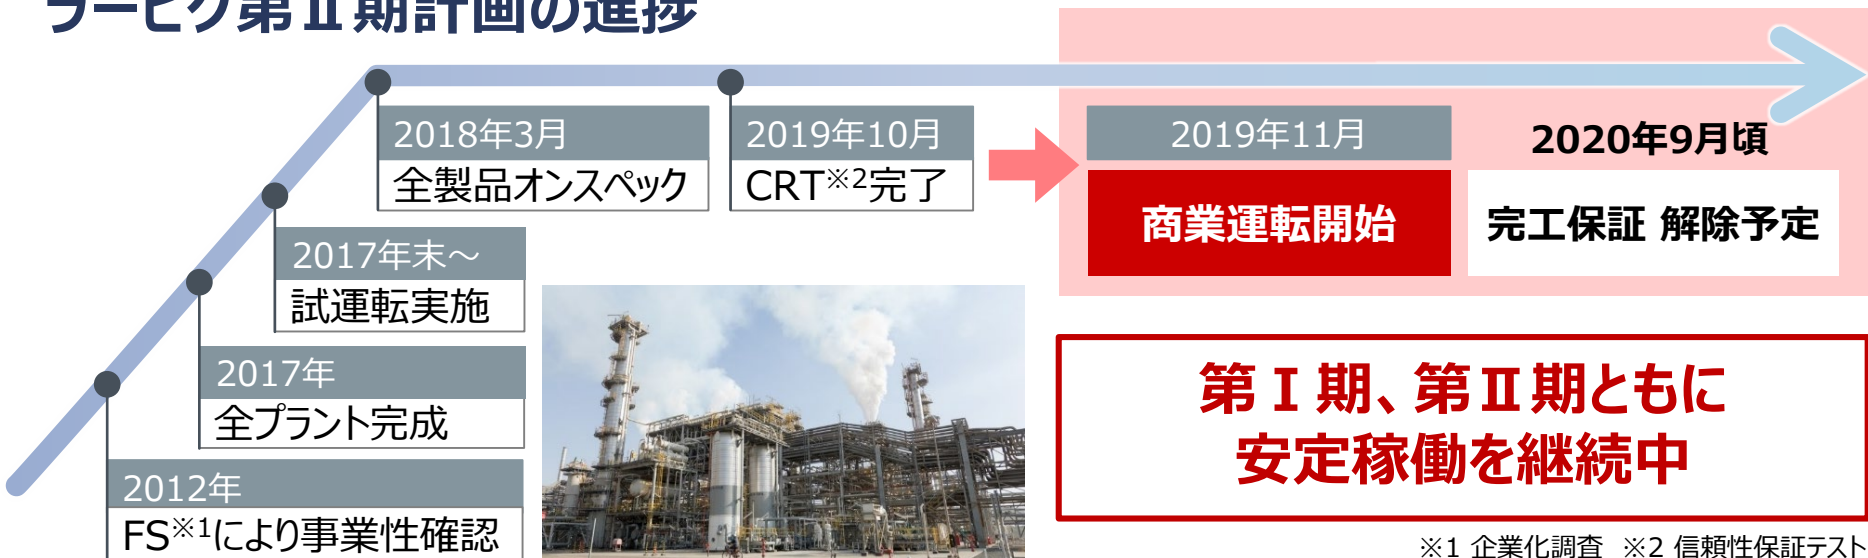 ラービグ第Ⅱ期計画の進捗
2018年3月
全製品オンスペック
2019年10月
CRT※2完了
2019年11月
商業運転開始
2020年9月頃
完工保証 解除予定
2017年末～
試運転実施
2017年
全プラント完成
2012年
FS※1により事業性確認
第Ⅰ期、第Ⅱ期ともに
安定稼働を継続中
※1 企業化調査 ※2 信頼性保証テスト